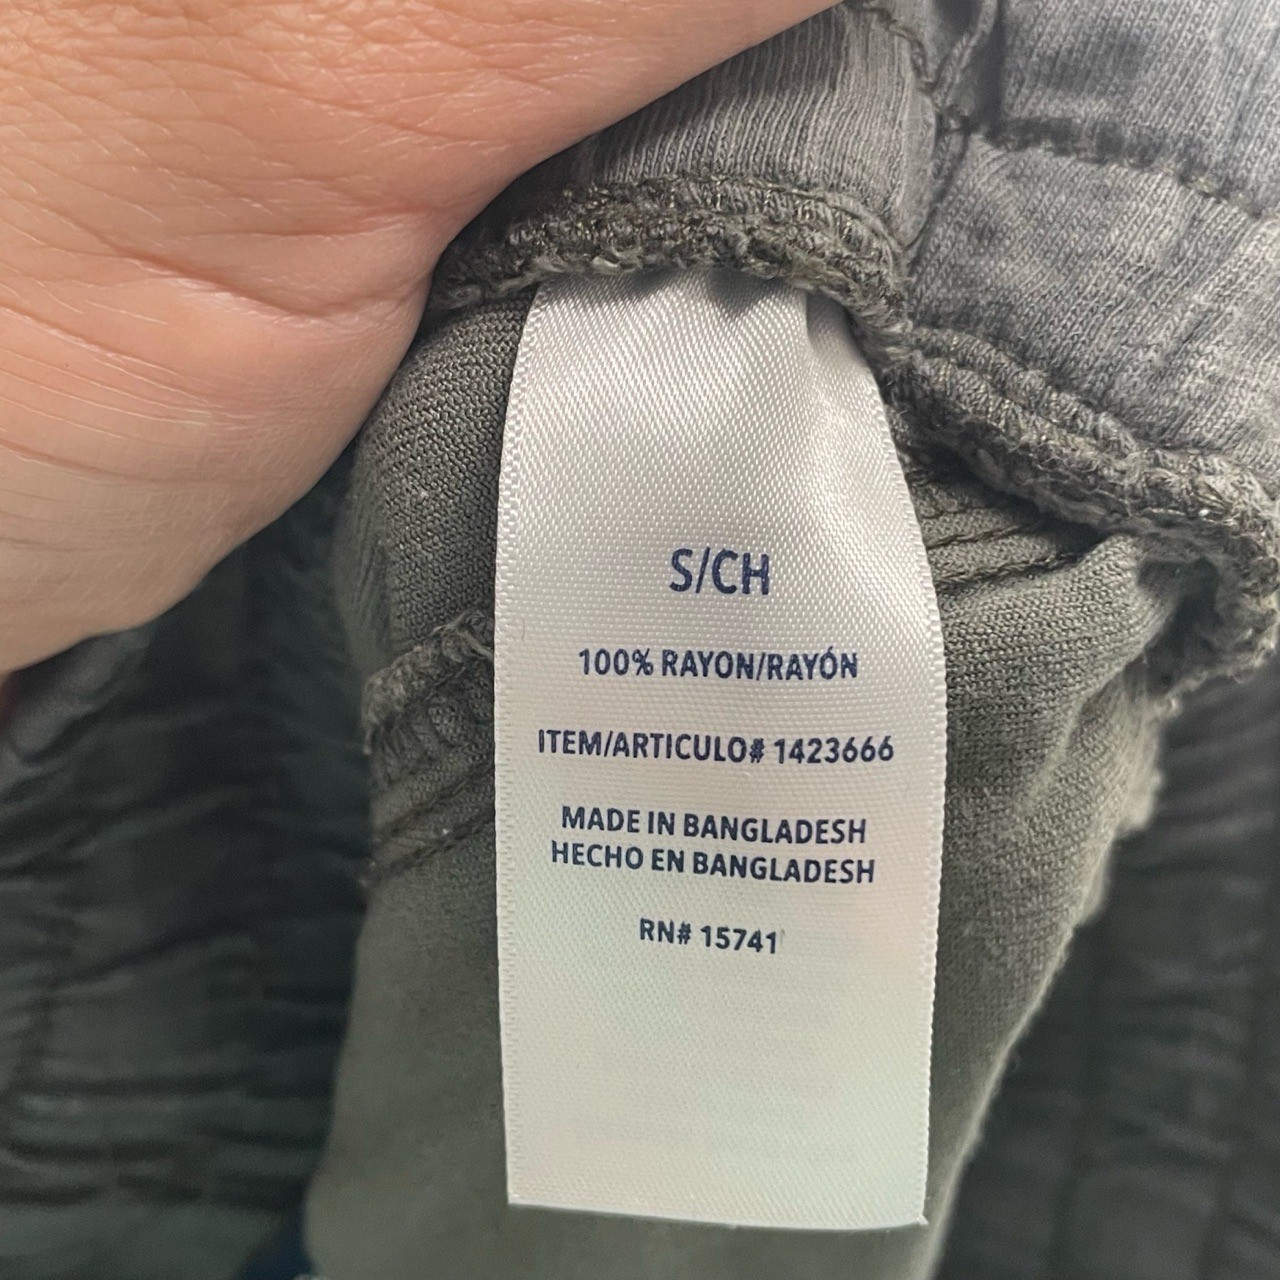 S/CH
100% RAYON/RAYÓN
ITEM/ARTICULO# 1423666
MADE IN BANGLADESH
HECHO EN BANGLADESH
RN# 15741